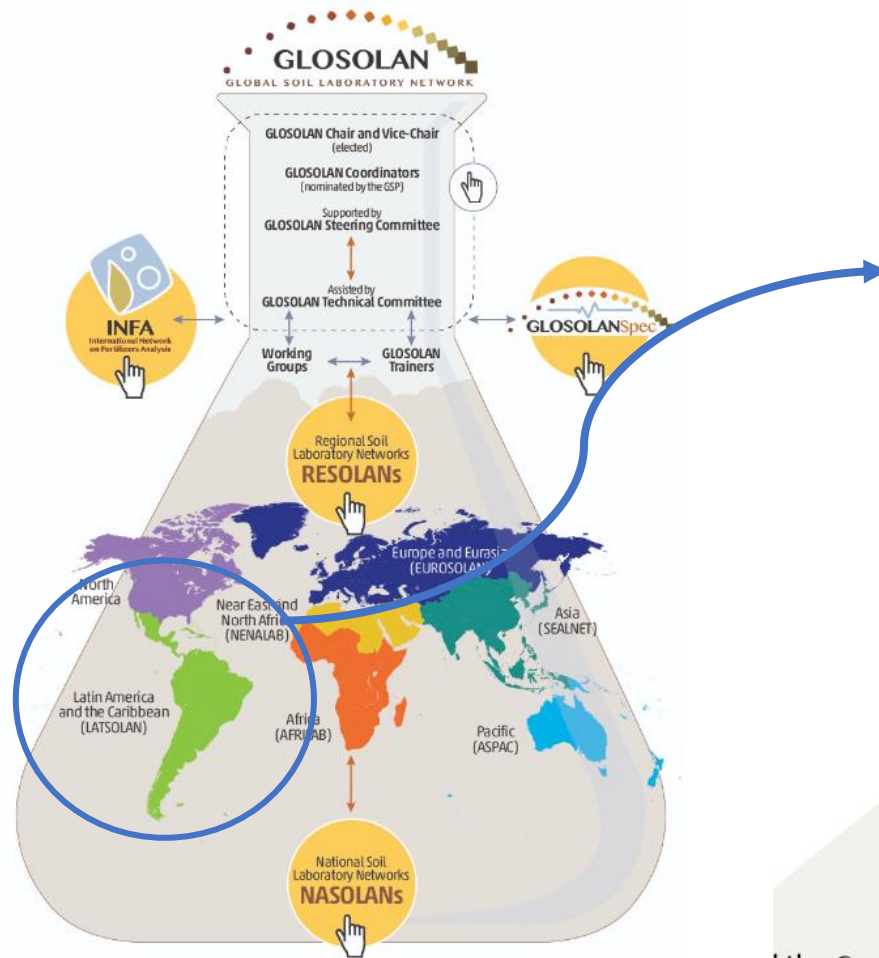 GLOSOLAN
GLOBAL SOIL LABORATORY NETWORK
GLOSOLAN Chair and Vice-Chair
(elected)
GLOSOLAN Coordinators
(nominated by the GSP)
Supported by
GLOSOLAN Steering Committee
Assisted by
GLOSOLAN Technical Committee
INFA
International Network
on Fertilizers Analysis
GLOSOLANSpec
Working
Groups
GLOSOLAN
Trainers
Regional Soil
Laboratory Networks
RESOLANs
Europe and Eurasia
(EUROSOLAN)
North
America
Near East and
North Africa
(NENALAB)
Asia
(SEALNET)
Latin America
and the Caribbean
(LATSOLAN)
Africa
(AFRILAB)
Pacific
(ASPAC)
National Soil
Laboratory Networks
NASOLANs